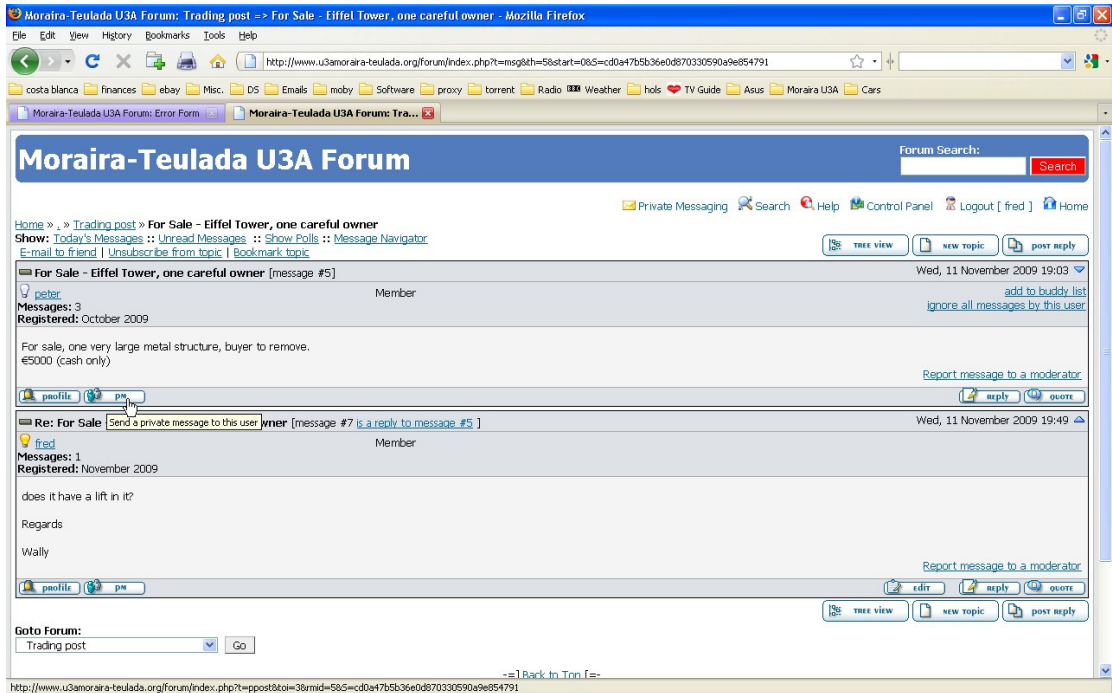 Moraira-Teulada U3A Forum: Trading post => For Sale - Eiffel Tower, one careful owner - Mozilla Firefox
File Edit View History Bookmarks Tools Help
http://www.u3amoraira-teulada.org/forum/index.php?t=msg&th=5&start=0&S=cd0a47b5b36e0d870330590a9e854791
costa blanca finances ebay Misc. DS Emails moby Software proxy torrent Radio BBC Weather hols TV Guide Asus Moraira U3A Cars
Moraira-Teulada U3A Forum: Error Form Moraira-Teulada U3A Forum: Tra...
Moraira-Teulada U3A Forum
Forum Search:
Search
Private Messaging Search Help Control Panel Logout [ fred ] Home
Home » . » Trading post » For Sale - Eiffel Tower, one careful owner
Show: Today's Messages :: Unread Messages :: Show Polls :: Message Navigator
E-mail to friend | Unsubscribe from topic | Bookmark topic
TREE VIEW NEW TOPIC POST REPLY
For Sale - Eiffel Tower, one careful owner [message #5] Wed, 11 November 2009 19:03
peter Member add to buddy list
Messages: 3 ignore all messages by this user
Registered: October 2009
For sale, one very large metal structure, buyer to remove.
€5000 (cash only)
Report message to a moderator
PROFILE PM REPLY QUOTE
Send a private message to this user
Re: For Sale wner [message #7 is a reply to message #5 ] Wed, 11 November 2009 19:49
fred Member
Messages: 1
Registered: November 2009
does it have a lift in it?
Regards
Wally
Report message to a moderator
PROFILE PM EDIT REPLY QUOTE
TREE VIEW NEW TOPIC POST REPLY
Goto Forum:
Trading post Go
-=] Back to Top [=-
http://www.u3amoraira-teulada.org/forum/index.php?t=ppost&toi=3&rmid=5&S=cd0a47b5b36e0d870330590a9e854791